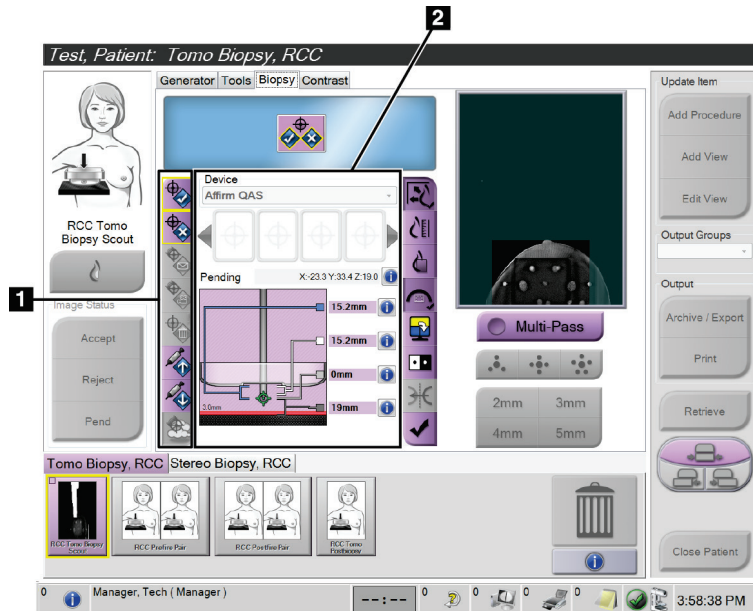 2
Test, Patient: Tomo Biopsy, RCC
Generator Tools Biopsy Contrast
RCC Tomo
Biopsy Scout
Image Status
Accept
Reject
Pend
1
Device
Affirm QAS
Pending X:-23.3 Y:33.4 Z:19.0
15.2mm
15.2mm
0mm
19mm
3.0mm
Multi-Pass
2mm 3mm
4mm 5mm
Update Item
Add Procedure
Add View
Edit View
Output Groups
Output
Archive / Export
Print
Retrieve
Close Patient
Tomo Biopsy, RCC Stereo Biopsy, RCC
RCC Tomo Biopsy
Scout
RCC Prefire Pair
RCC Postfire Pair
RCC Tomo
Postbiopsy
0 Manager, Tech ( Manager ) --:-- 0 0 0 0 3:58:38 PM